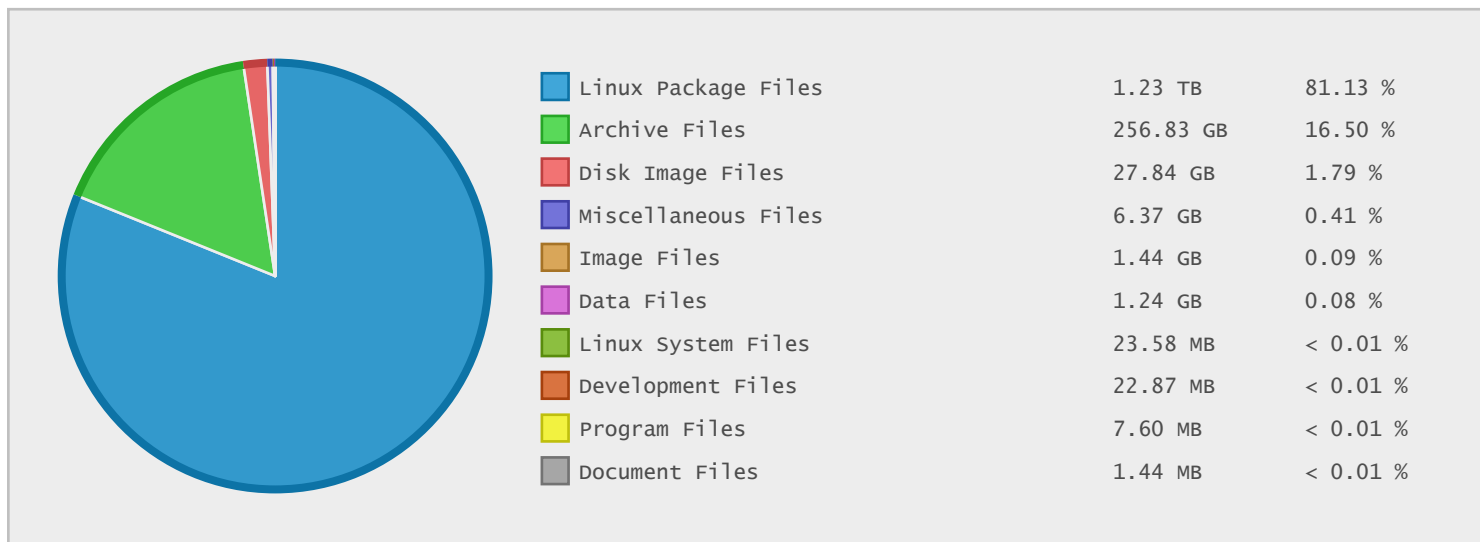 Linux Package Files 1.23 TB 81.13 %
Archive Files 256.83 GB 16.50 %
Disk Image Files 27.84 GB 1.79 %
Miscellaneous Files 6.37 GB 0.41 %
Image Files 1.44 GB 0.09 %
Data Files 1.24 GB 0.08 %
Linux System Files 23.58 MB < 0.01 %
Development Files 22.87 MB < 0.01 %
Program Files 7.60 MB < 0.01 %
Document Files 1.44 MB < 0.01 %